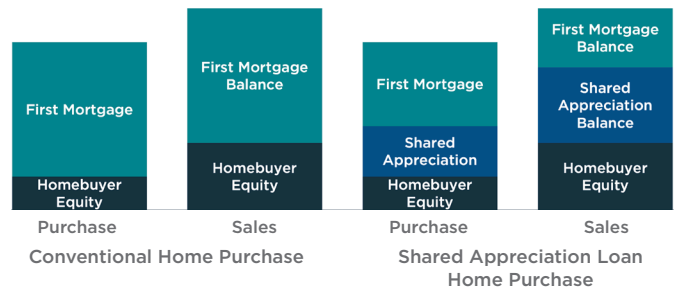 First Mortgage
Homebuyer
Equity
First Mortgage
Balance
Homebuyer
Equity
First Mortgage
Shared
Appreciation
Homebuyer
Equity
First Mortgage
Balance
Shared
Appreciation
Balance
Homebuyer
Equity
Purchase
Sales
Purchase
Sales
Conventional Home Purchase
Shared Appreciation Loan
Home Purchase